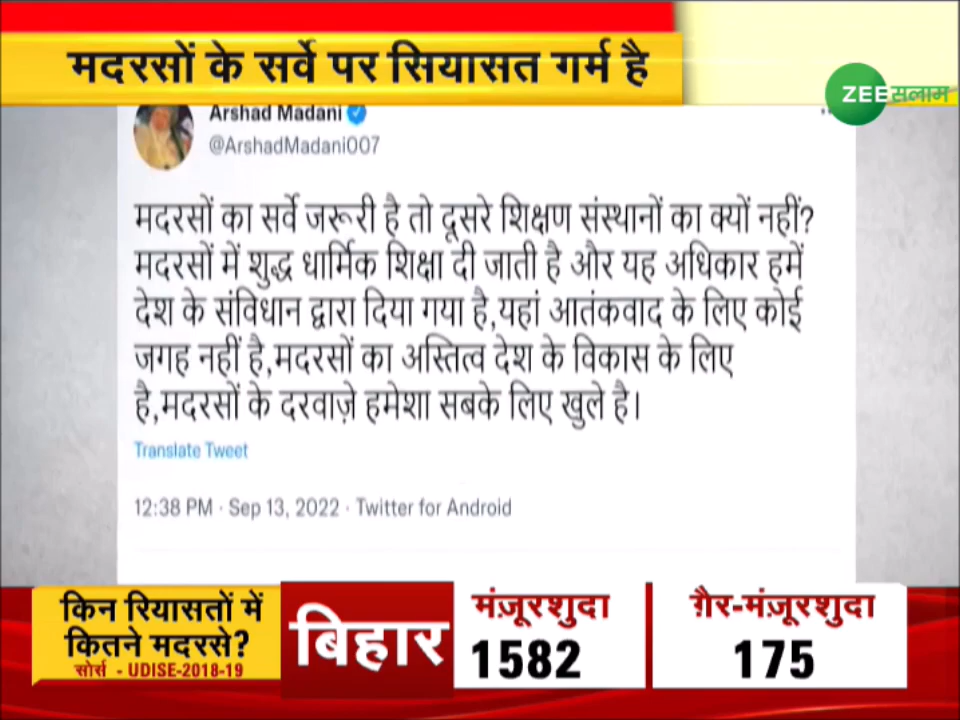 मदरसों के सर्वे पर सियासत गर्म है
ZEE सलाम
Arshad Madani
@ArshadMadani007
मदरसों का सर्वे जरूरी है तो दूसरे शिक्षण संस्थानों का क्यों नहीं?
मदरसों में शुद्ध धार्मिक शिक्षा दी जाती है और यह अधिकार हमें
देश के संविधान द्वारा दिया गया है,यहां आतंकवाद के लिए कोई
जगह नहीं है,मदरसों का अस्तित्व देश के विकास के लिए
है,मदरसों के दरवाज़े हमेशा सबके लिए खुले है।
Translate Tweet
12:38 PM · Sep 13, 2022 · Twitter for Android
किन रियासतों में
कितने मदरसे?
सोर्स - UDISE-2018-19
बिहार
मंज़ूरशुदा
1582
ग़ैर-मंज़ूरशुदा
175